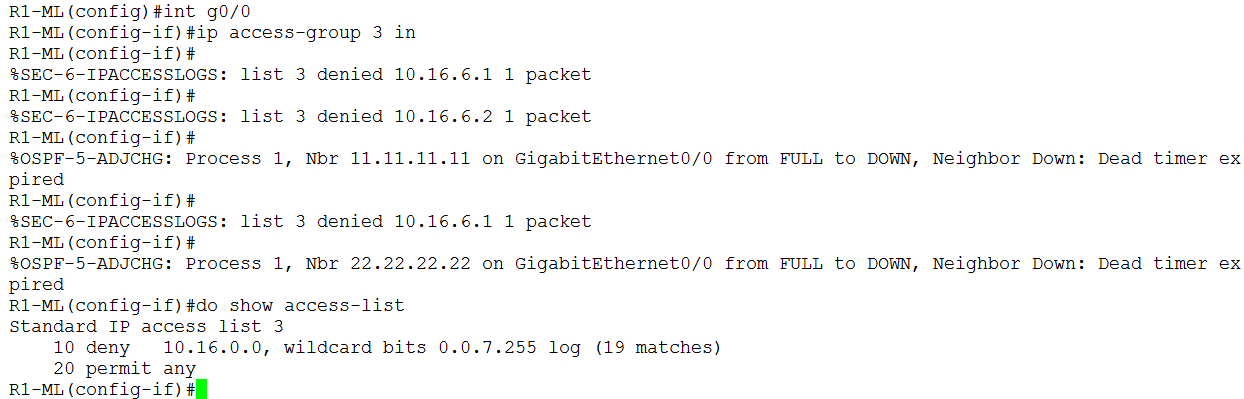 R1-ML(config)#int g0/0
R1-ML(config-if)#ip access-group 3 in
R1-ML(config-if)#
%SEC-6-IPACCESSLOGS: list 3 denied 10.16.6.1 1 packet
R1-ML(config-if)#
%SEC-6-IPACCESSLOGS: list 3 denied 10.16.6.2 1 packet
R1-ML(config-if)#
%OSPF-5-ADJCHG: Process 1, Nbr 11.11.11.11 on GigabitEthernet0/0 from FULL to DOWN, Neighbor Down: Dead timer ex
pired
R1-ML(config-if)#
%SEC-6-IPACCESSLOGS: list 3 denied 10.16.6.1 1 packet
R1-ML(config-if)#
%OSPF-5-ADJCHG: Process 1, Nbr 22.22.22.22 on GigabitEthernet0/0 from FULL to DOWN, Neighbor Down: Dead timer ex
pired
R1-ML(config-if)#do show access-list
Standard IP access list 3
    10 deny   10.16.0.0, wildcard bits 0.0.7.255 log (19 matches)
    20 permit any
R1-ML(config-if)#